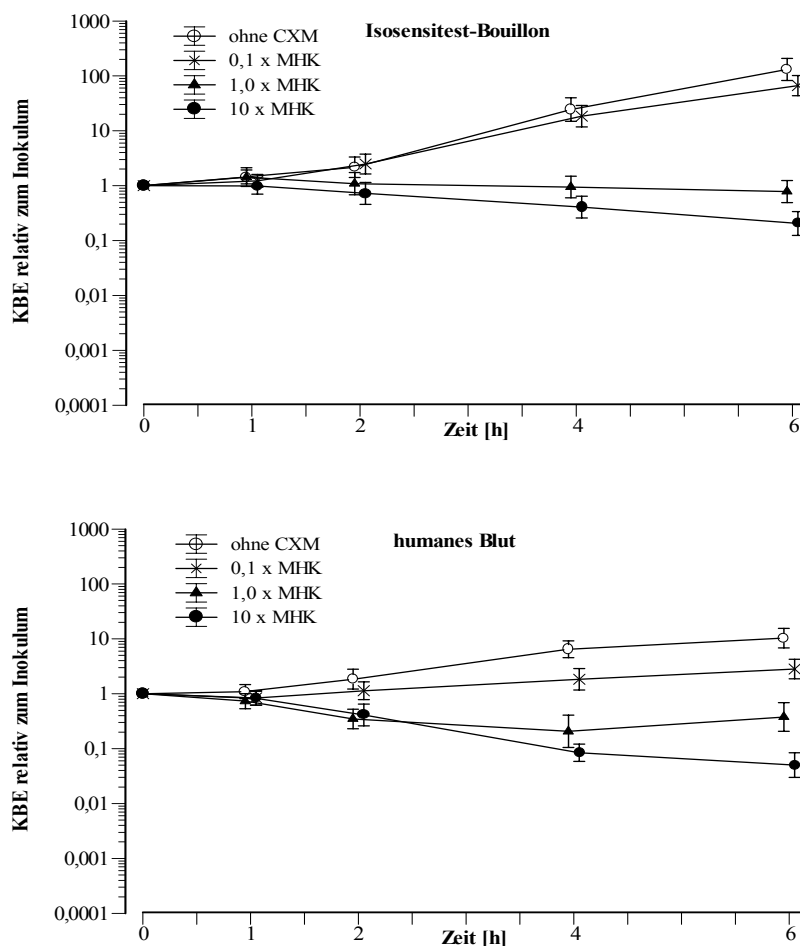 Isosensitest-Bouillon
ohne CXM
0,1 x MHK
1,0 x MHK
10 x MHK
KBE relativ zum Inokulum
1000
100
10
1
0,1
0,01
0,001
0,0001
0 1 2 4 6
Zeit [h]
humanes Blut
ohne CXM
0,1 x MHK
1,0 x MHK
10 x MHK
KBE relativ zum Inokulum
1000
100
10
1
0,1
0,01
0,001
0,0001
0 1 2 4 6
Zeit [h]